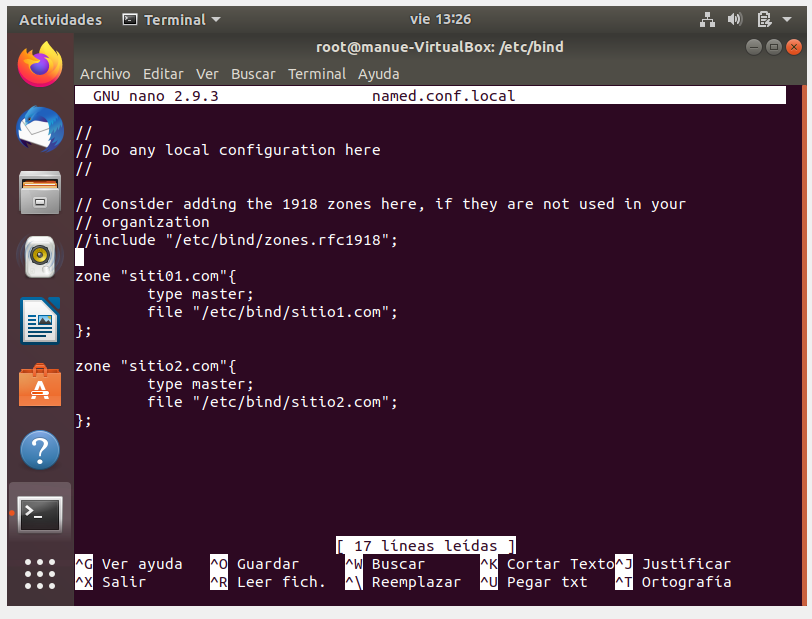 Actividades Terminal vie 13:26
root@manue-VirtualBox: /etc/bind
Archivo Editar Ver Buscar Terminal Ayuda
GNU nano 2.9.3 named.conf.local
//
// Do any local configuration here
//
// Consider adding the 1918 zones here, if they are not used in your
// organization
//include "/etc/bind/zones.rfc1918";
zone "siti01.com"{
type master;
file "/etc/bind/sitio1.com";
};
zone "sitio2.com"{
type master;
file "/etc/bind/sitio2.com";
};
[ 17 líneas leídas ]
^G Ver ayuda ^O Guardar ^W Buscar ^K Cortar Texto ^J Justificar
^X Salir ^R Leer fich. ^\ Reemplazar ^U Pegar txt ^T Ortografía